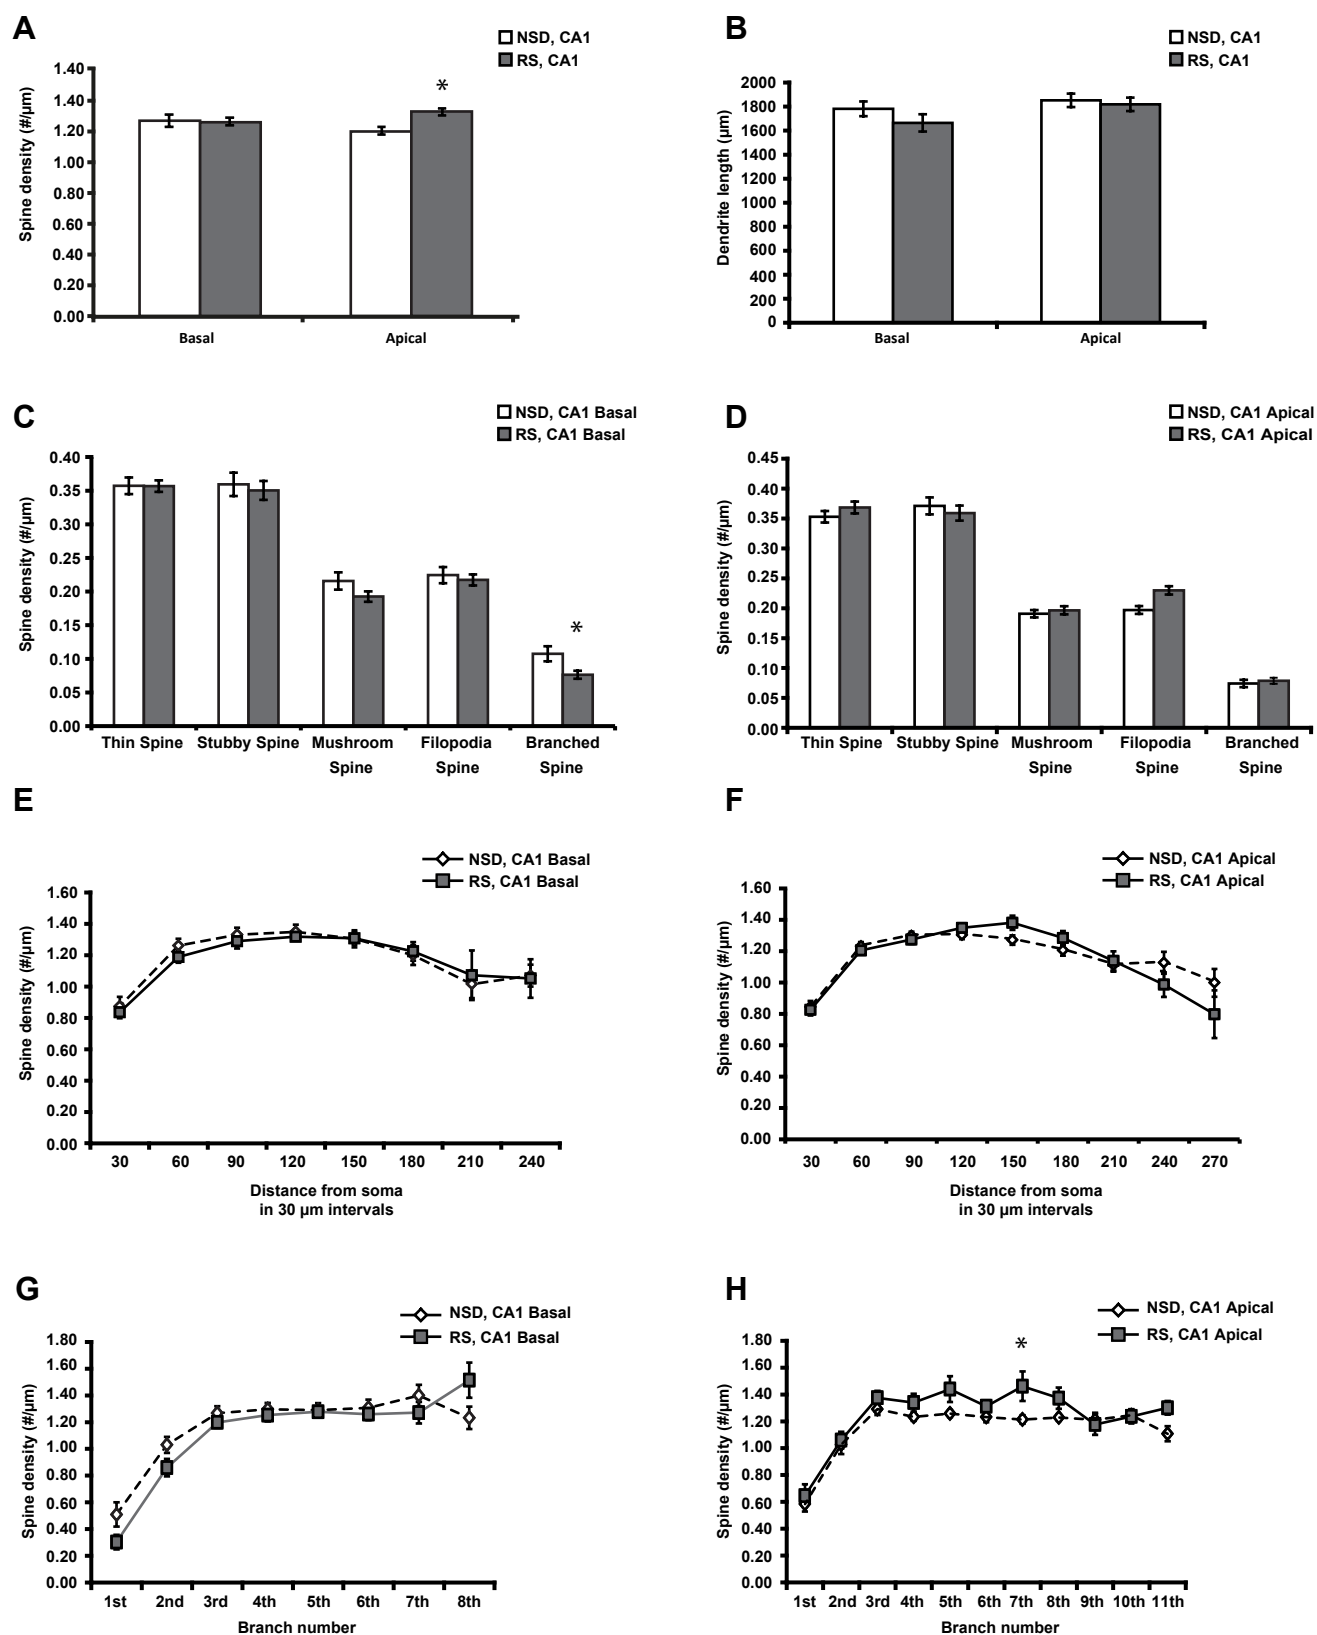 A
NSD, CA1
RS, CA1
Spine density (#/µm)
1.40
1.40
1.20
1.00
0.80
0.60
0.40
0.20
0.00
Basal
Apical
*
B
NSD, CA1
RS, CA1
Dendrite length (µm)
2000
1800
1600
1400
1200
1000
800
600
400
200
0
Basal
Apical
C
NSD, CA1 Basal
RS, CA1 Basal
Spine density (#/µm)
0.40
0.35
0.30
0.25
0.20
0.15
0.10
0.05
0.00
*
Thin Spine
Stubby Spine
Mushroom
Spine
Filopodia
Spine
Branched
Spine
D
NSD, CA1 Apical
RS, CA1 Apical
Spine density (#/µm)
0.45
0.40
0.35
0.30
0.25
0.20
0.15
0.10
0.05
0.00
Thin Spine
Stubby Spine
Mushroom
Spine
Filopodia
Spine
Branched
Spine
E
NSD, CA1 Basal
RS, CA1 Basal
Spine density (#/µm)
1.60
1.40
1.20
1.00
0.80
0.60
0.40
0.20
0.00
30 60 90 120 150 180 210 240
Distance from soma
in 30 µm intervals
F
NSD, CA1 Apical
RS, CA1 Apical
Spine density (#/µm)
1.60
1.40
1.20
1.00
0.80
0.60
0.40
0.20
0.00
30 60 90 120 150 180 210 240 270
Distance from soma
in 30 µm intervals
G
NSD, CA1 Basal
RS, CA1 Basal
Spine density (#/µm)
1.80
1.60
1.40
1.20
1.00
0.80
0.60
0.40
0.20
0.00
1st 2nd 3rd 4th 5th 6th 7th 8th
Branch number
H
NSD, CA1 Apical
RS, CA1 Apical
Spine density (#/µm)
1.80
1.60
1.40
1.20
1.00
0.80
0.60
0.40
0.20
0.00
*
1st 2nd 3rd 4th 5th 6th 7th 8th 9th 10th 11th
Branch number